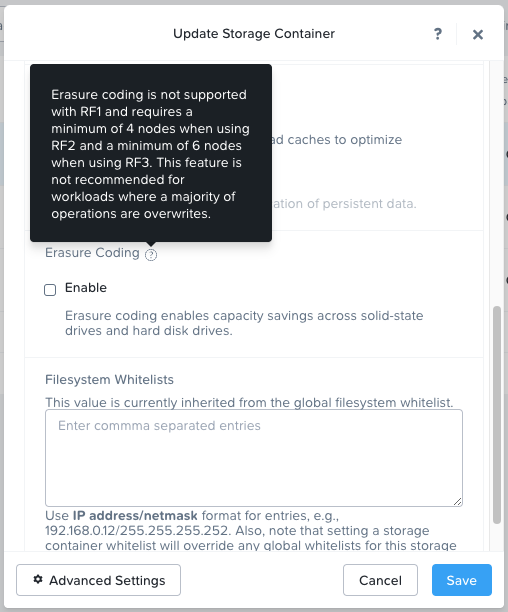 Update Storage Container
?
Erasure coding is not supported
with RF1 and requires a
minimum of 4 nodes when using
RF2 and a minimum of 6 nodes
when using RF3. This feature is
not recommended for
workloads where a majority of
operations are overwrites.
caches to optimize
of persistent data.
Erasure Coding ?
Enable
Erasure coding enables capacity savings across solid-state
drives and hard disk drives.
Filesystem Whitelists
This value is currently inherited from the global filesystem whitelist.
Enter commma separated entries
Use IP address/netmask format for entries, e.g.,
192.168.0.12/255.255.255.252. Also, note that setting a storage
container whitelist will override any global whitelists for this storage
Advanced Settings
Cancel
Save